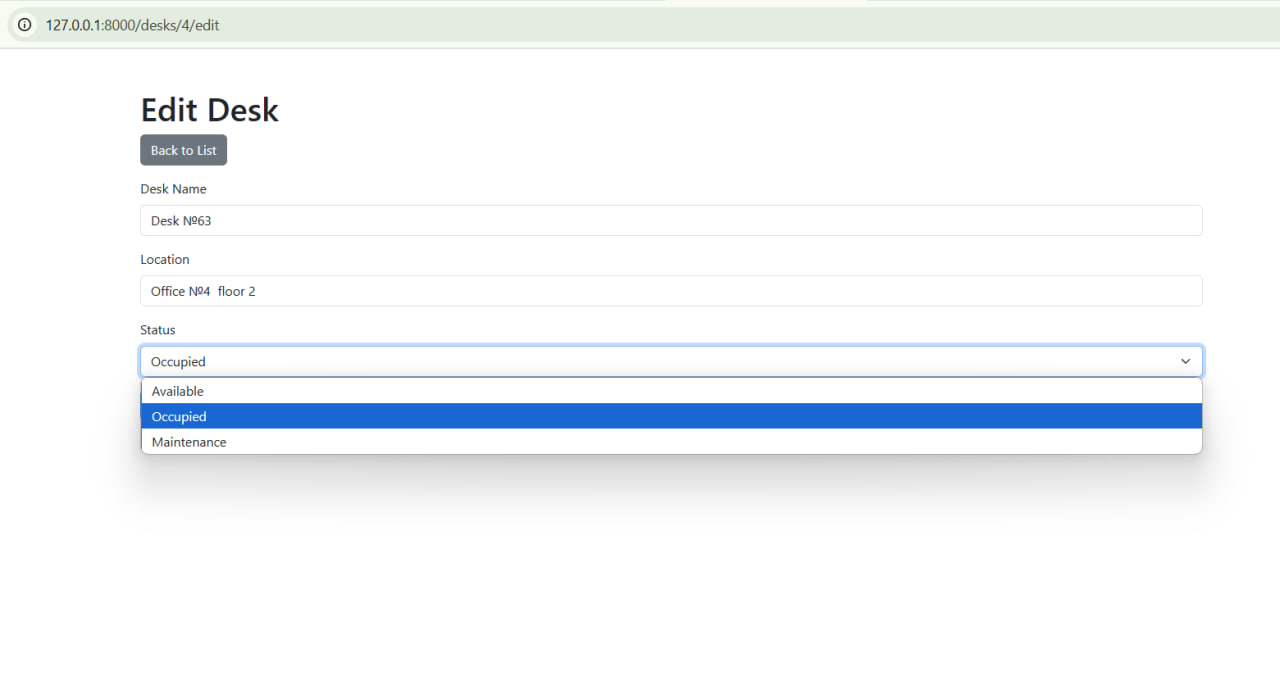 127.0.0.1:8000/desks/4/edit
Edit Desk
Back to List
Desk Name
Desk №63
Location
Office №4  floor 2
Status
Occupied
Available
Occupied
Maintenance